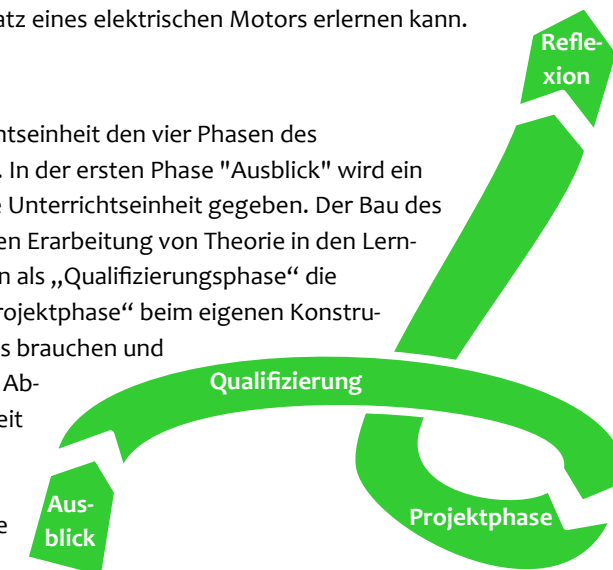 satz eines elektrischen Motors erlernen kann.
htseinheit den vier Phasen des
. In der ersten Phase "Ausblick" wird ein
e Unterrichtseinheit gegeben. Der Bau des
en Erarbeitung von Theorie in den Lern-
n als „Qualifizierungsphase“ die
rojektphase“ beim eigenen Konstru-
s brauchen und
Ab-
eit
e
Refle-
xion
Qualifizierung
Projektphase
Aus-
blick